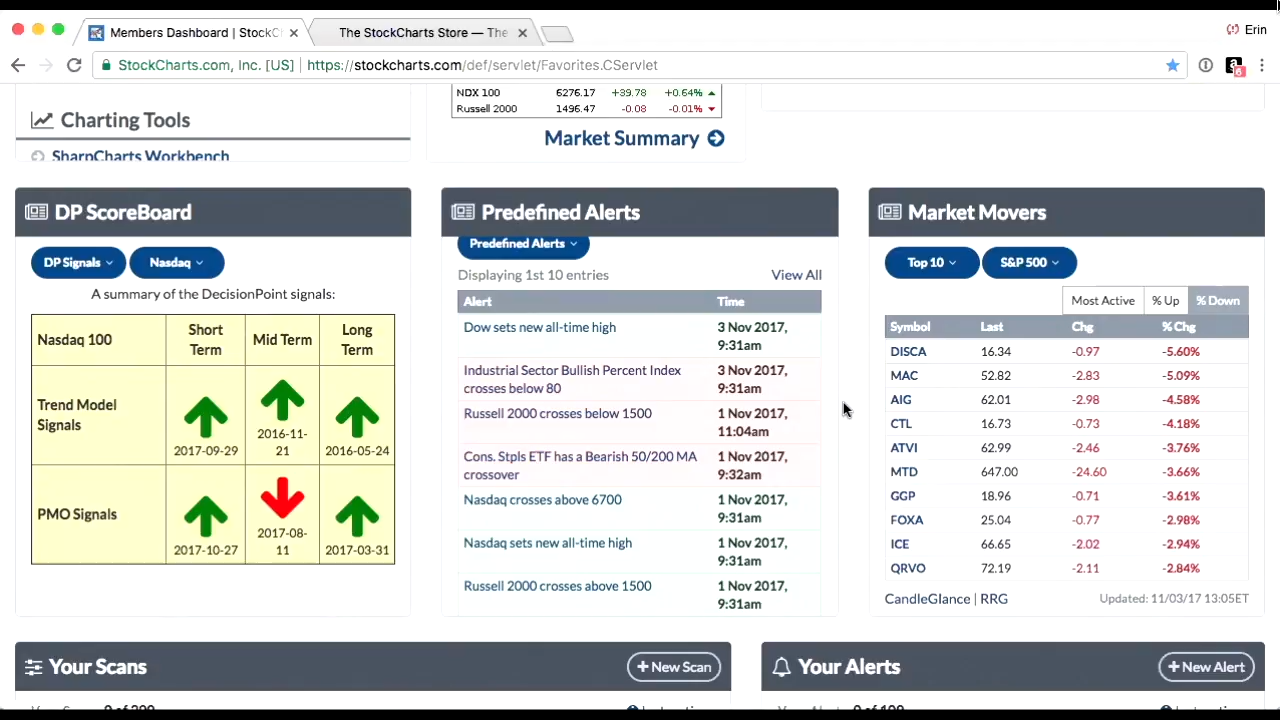 Members Dashboard | StockC
The StockCharts Store — The
Erin
StockCharts.com, Inc. [US] | https://stockcharts.com/def/servlet/Favorites.CServlet
6
NDX 100 6276.17 +39.78 +0.64%
Russell 2000 1496.47 -0.08 -0.01%
Charting Tools
Market Summary
SharpCharts Workbench
DP ScoreBoard
DP Signals Nasdaq
A summary of the DecisionPoint signals:
Nasdaq 100
Short
Term
Mid Term
Long
Term
Trend Model
Signals
2017-09-29
2016-11-
21
2016-05-24
PMO Signals
2017-10-27
2017-08-
11
2017-03-31
Predefined Alerts
Predefined Alerts
Displaying 1st 10 entries View All
Alert Time
Dow sets new all-time high
3 Nov 2017,
9:31am
Industrial Sector Bullish Percent Index
crosses below 80
3 Nov 2017,
9:31am
Russell 2000 crosses below 1500
1 Nov 2017,
11:04am
Cons. Stpls ETF has a Bearish 50/200 MA
crossover
1 Nov 2017,
9:32am
Nasdaq crosses above 6700
1 Nov 2017,
9:31am
Nasdaq sets new all-time high
1 Nov 2017,
9:31am
Russell 2000 crosses above 1500
1 Nov 2017,
9:31am
Market Movers
Top 10 S&P 500
Most Active % Up % Down
Symbol Last Chg % Chg
DISCA 16.34 -0.97 -5.60%
MAC 52.82 -2.83 -5.09%
AIG 62.01 -2.98 -4.58%
CTL 16.73 -0.73 -4.18%
ATVI 62.99 -2.46 -3.76%
MTD 647.00 -24.60 -3.66%
GGP 18.96 -0.71 -3.61%
FOXA 25.04 -0.77 -2.98%
ICE 66.65 -2.02 -2.94%
QRVO 72.19 -2.11 -2.84%
CandleGlance | RRG Updated: 11/03/17 13:05ET
Your Scans + New Scan
Your Alerts + New Alert